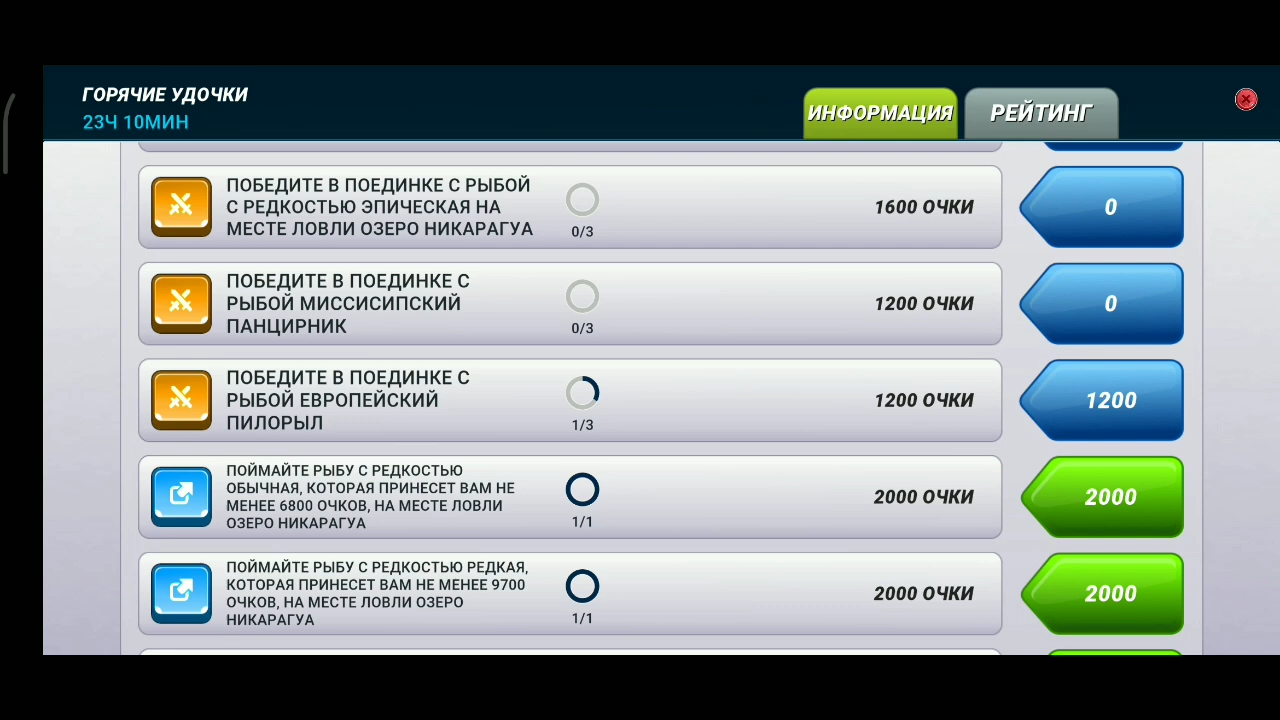 ГОРЯЧИЕ УДОЧКИ
23Ч 10МИН
ИНФОРМАЦИЯ
РЕЙТИНГ
ПОБЕДИТЕ В ПОЕДИНКЕ С РЫБОЙ
С РЕДКОСТЬЮ ЭПИЧЕСКАЯ НА
МЕСТЕ ЛОВЛИ ОЗЕРО НИКАРАГУА
0/3
1600 ОЧКИ
0
ПОБЕДИТЕ В ПОЕДИНКЕ С
РЫБОЙ МИССИСИПСКИЙ
ПАНЦИРНИК
0/3
1200 ОЧКИ
0
ПОБЕДИТЕ В ПОЕДИНКЕ С
РЫБОЙ ЕВРОПЕЙСКИЙ
ПИЛОРЫЛ
1/3
1200 ОЧКИ
1200
ПОЙМАЙТЕ РЫБУ С РЕДКОСТЬЮ
ОБЫЧНАЯ, КОТОРАЯ ПРИНЕСЕТ ВАМ НЕ
МЕНЕЕ 6800 ОЧКОВ, НА МЕСТЕ ЛОВЛИ
ОЗЕРО НИКАРАГУА
1/1
2000 ОЧКИ
2000
ПОЙМАЙТЕ РЫБУ С РЕДКОСТЬЮ РЕДКАЯ,
КОТОРАЯ ПРИНЕСЕТ ВАМ НЕ МЕНЕЕ 9700
ОЧКОВ, НА МЕСТЕ ЛОВЛИ ОЗЕРО
НИКАРАГУА
1/1
2000 ОЧКИ
2000